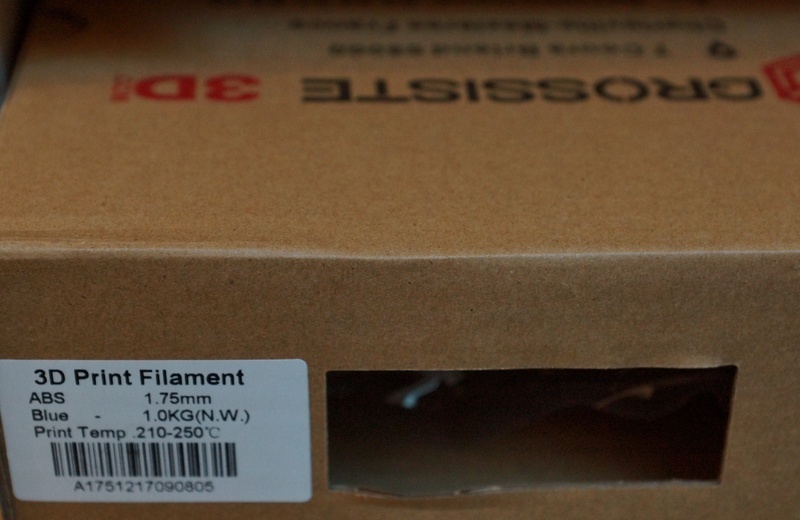 GROSSISTE 3D
3D Print Filament
ABS 1.75mm
Blue - 1.0KG(N.W.)
Print Temp .210-250℃
A1751217090805